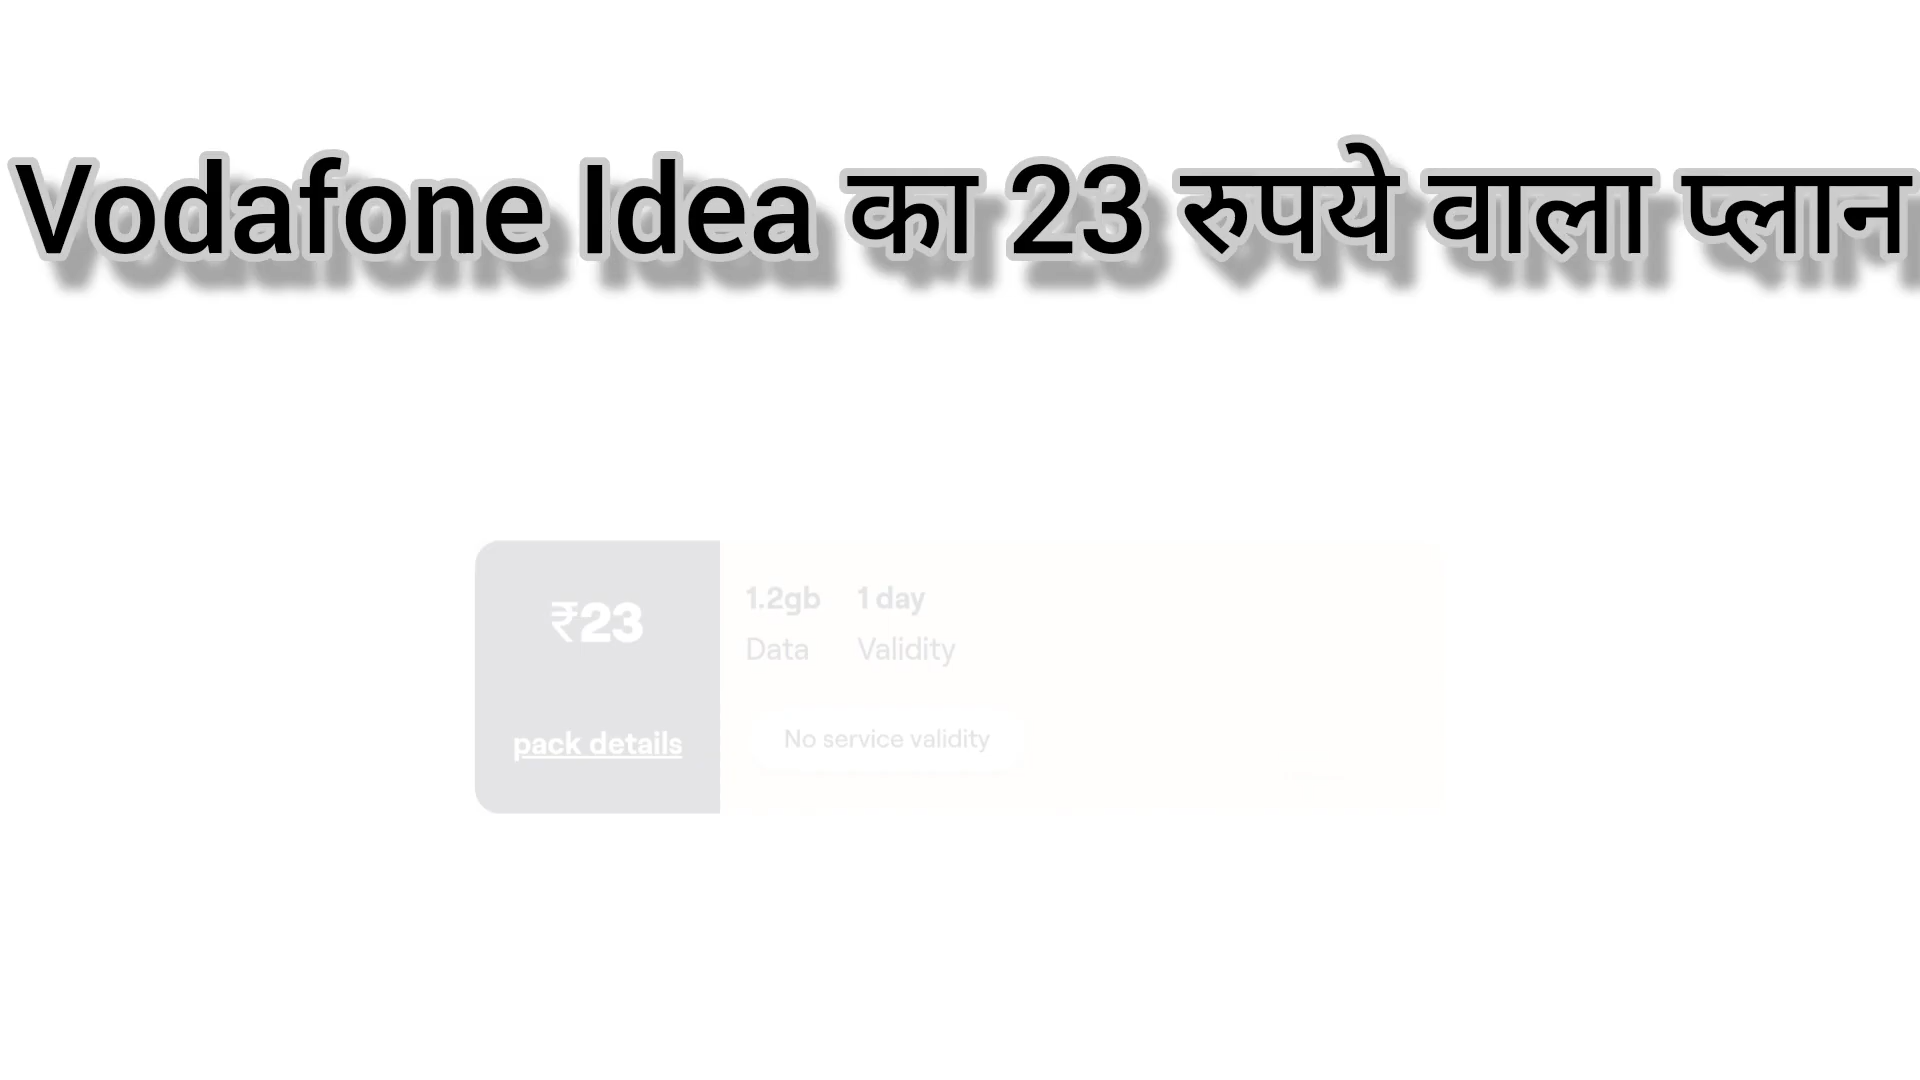 Vodafone Idea का 23 रुपये वाला प्लान
₹23
1.2gb 1 day
Data Validity
pack details
No service validity